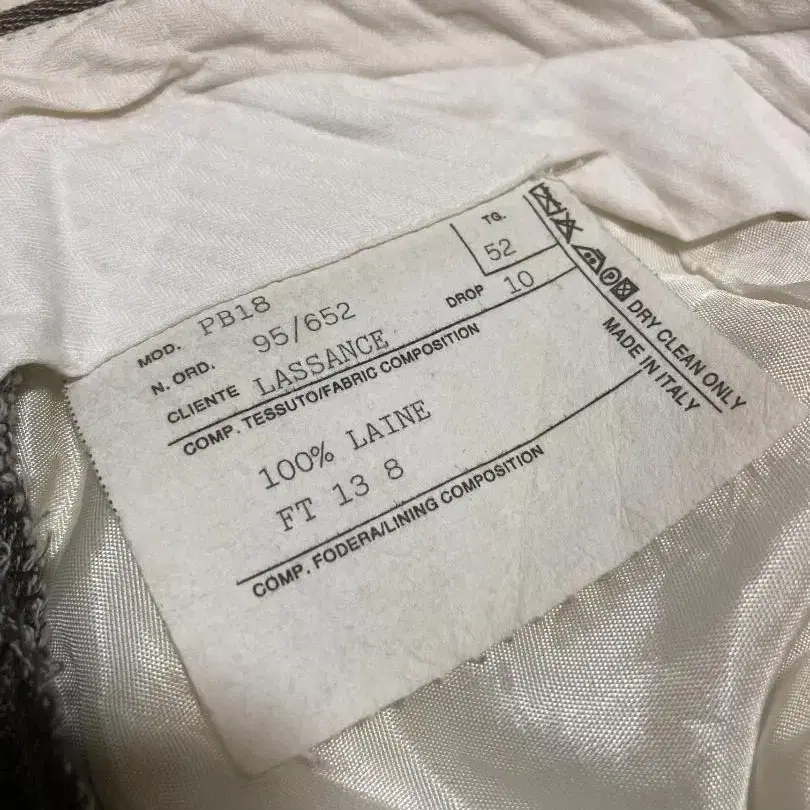 MOD. PB18
TG. 52
N. ORD. 95/652
DROP 10
CLIENTE LASSANCE
COMP. TESSUTO/FABRIC COMPOSITION
100% LAINE
FT 13 8
COMP. FODERA/LINING COMPOSITION
P
DRY CLEAN ONLY
MADE IN ITALY